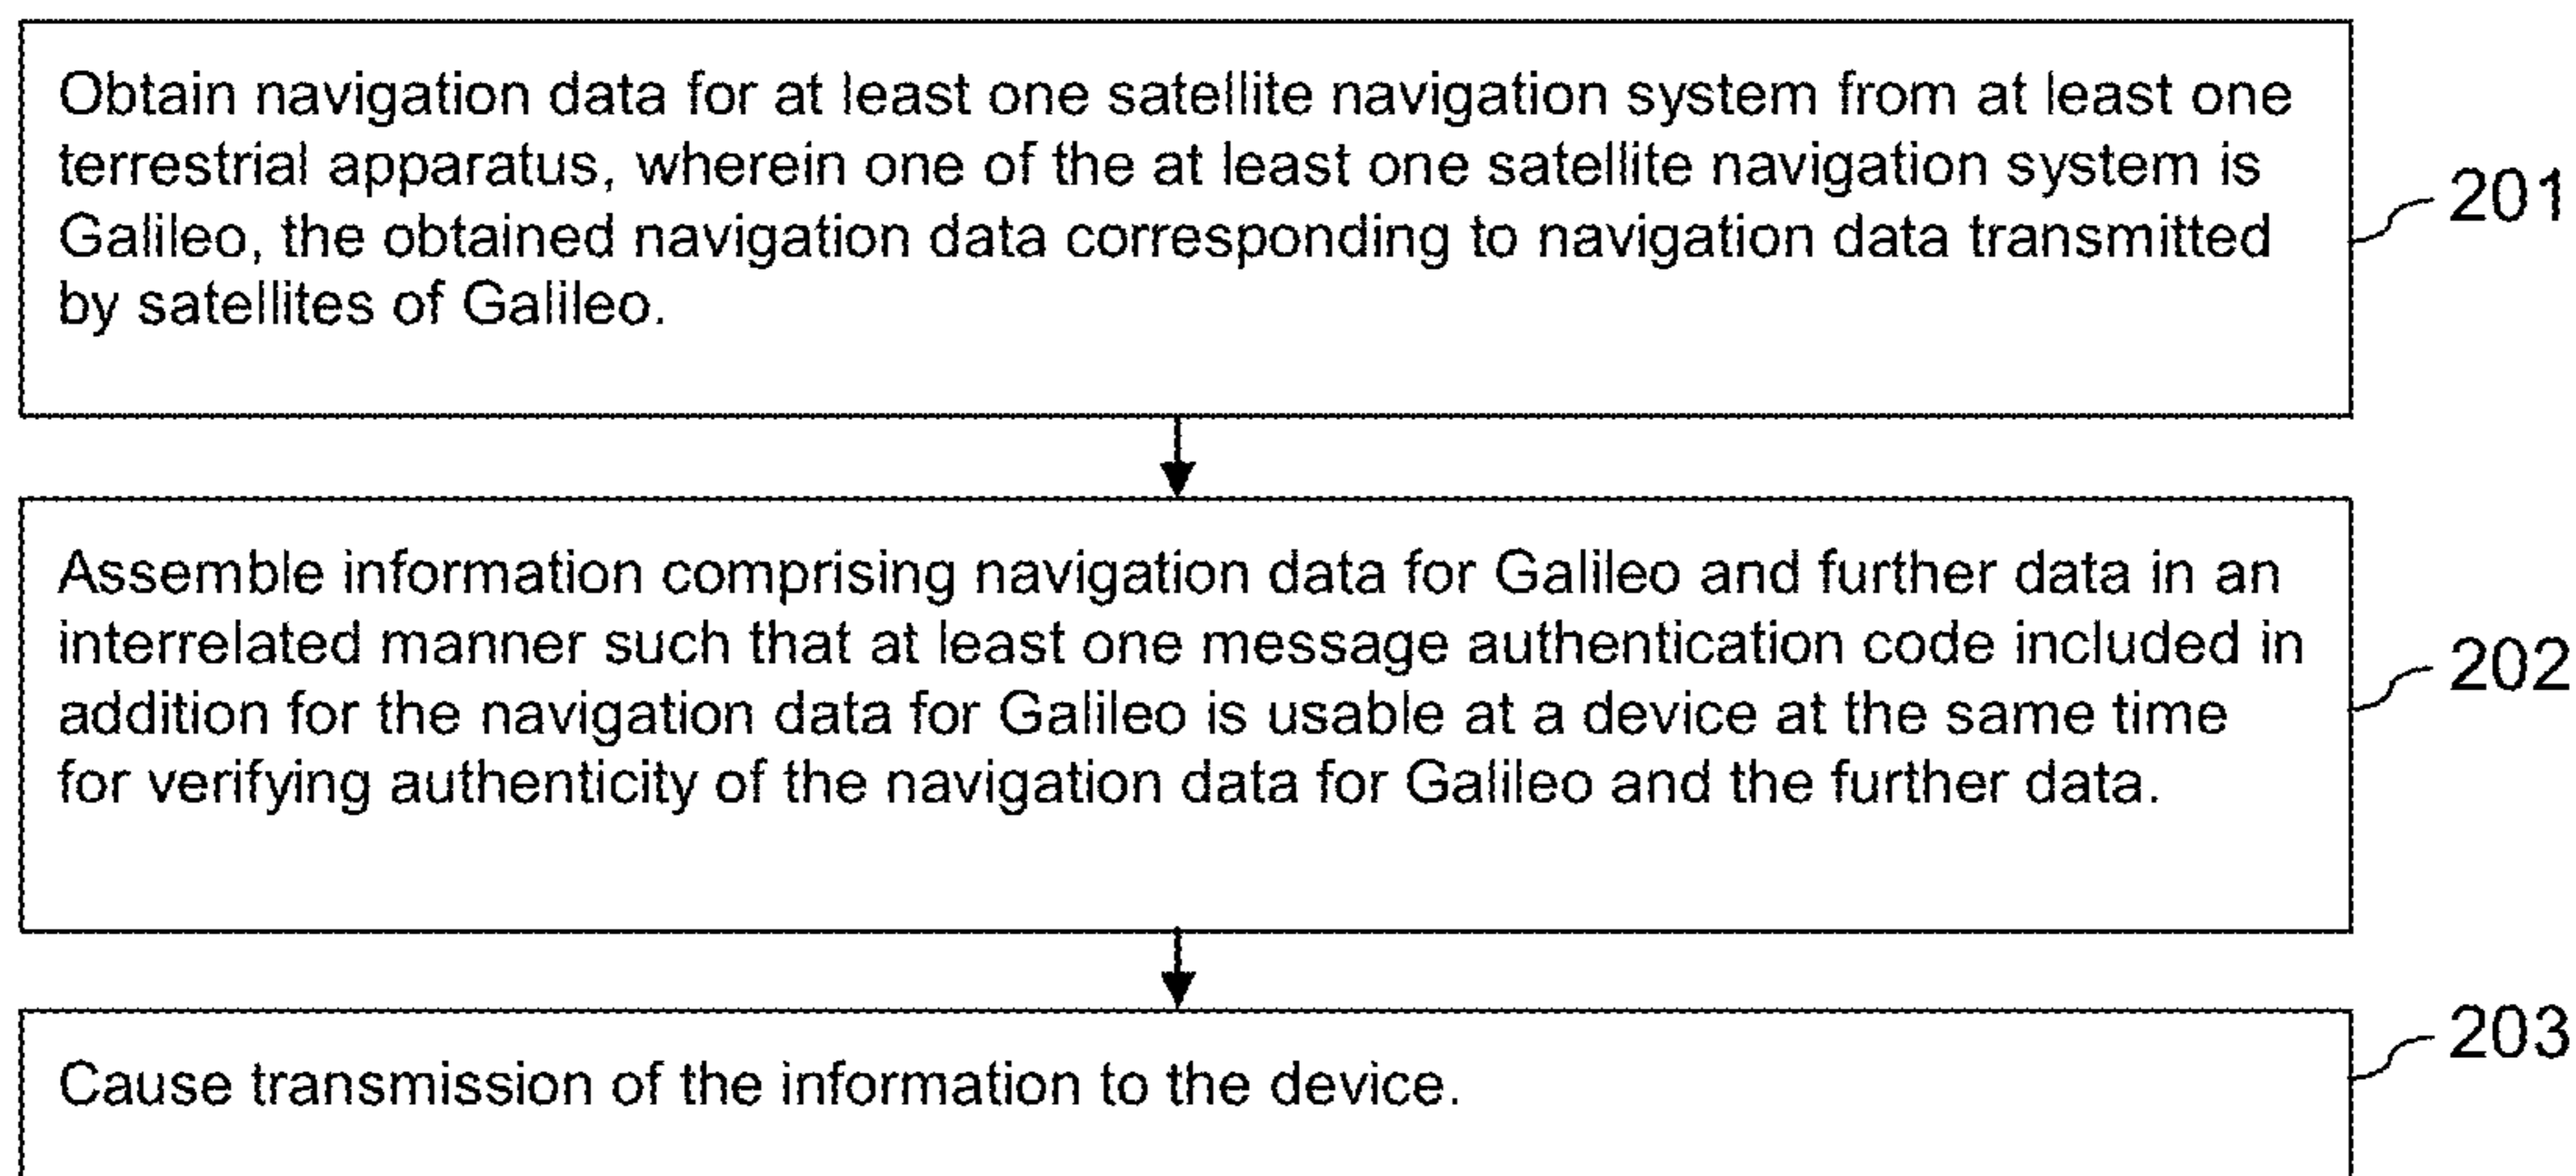 Obtain navigation data for at least one satellite navigation system from at least one
terrestrial apparatus, wherein one of the at least one satellite navigation system is
Galileo, the obtained navigation data corresponding to navigation data transmitted
by satellites of Galileo.
201
Assemble information comprising navigation data for Galileo and further data in an
interrelated manner such that at least one message authentication code included in
addition for the navigation data for Galileo is usable at a device at the same time
for verifying authenticity of the navigation data for Galileo and the further data.
202
Cause transmission of the information to the device.
203